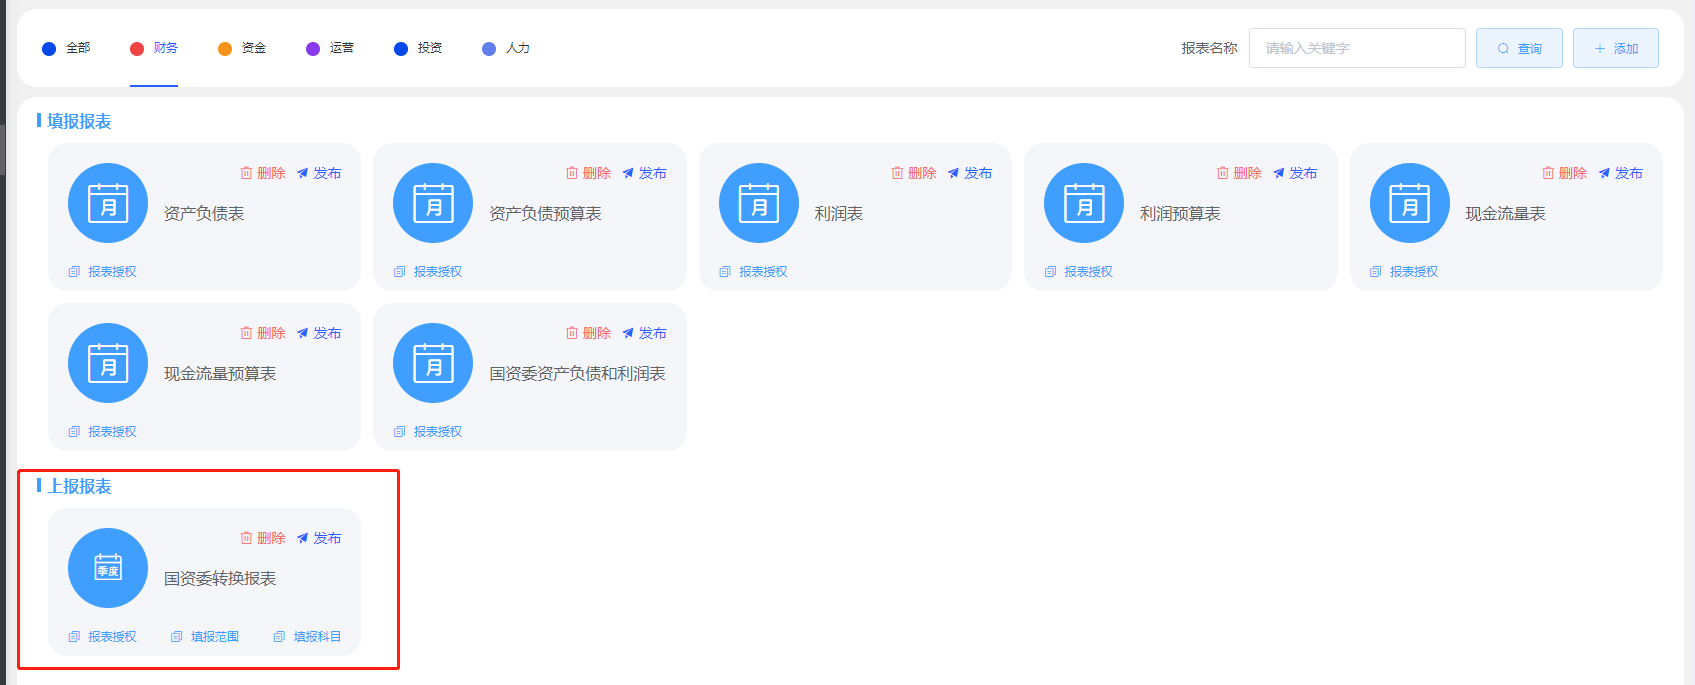 全部 财务 资金 运营 投资 人力 报表名称 请输入关键字 查询 添加
填报报表
删除 发布 删除 发布 删除 发布 删除 发布 删除 发布
月 资产负债表 月 资产负债预算表 月 利润表 月 利润预算表 月 现金流量表
报表授权 报表授权 报表授权 报表授权 报表授权
删除 发布 删除 发布
月 现金流量预算表 月 国资委资产负债和利润表
报表授权 报表授权
上报报表
删除 发布
季度 国资委转换报表
报表授权 填报范围 填报科目